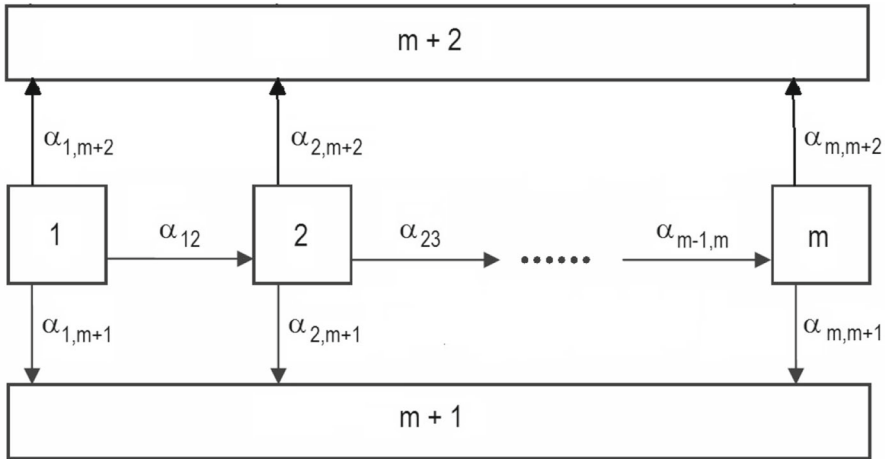 m + 2
α1,m+2 α2,m+2 αm,m+2
1 α12 2 α23 ...... αm-1,m m
α1,m+1 α2,m+1 αm,m+1
m + 1